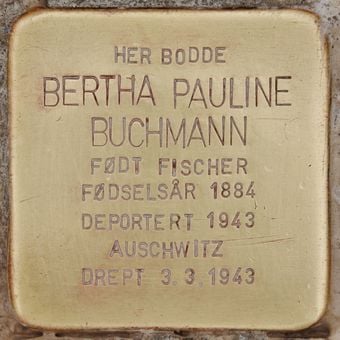 HER BODDE
BERTHA PAULINE
BUCHMANN
FØDT FISCHER
FØDSELSÅR 1884
DEPORTERT 1943
AUSCHWITZ
DREPT 3.3.1943